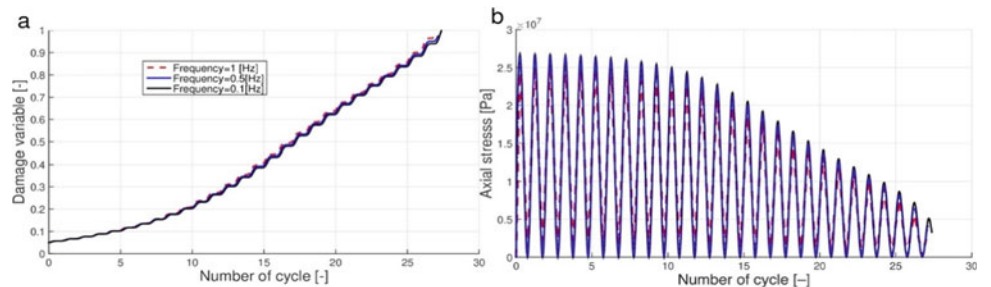 a
1
0.9
0.8
0.7
0.6
0.5
0.4
0.3
0.2
0.1
0
Damage variable [-]
Frequency=1 [Hz]
Frequency=0.5[Hz]
Frequency=0.1[Hz]
0 5 10 15 20 25 30
Number of cycle [-]
b
×10⁷
3
2.5
2
1.5
1
0.5
0
Axial stresss [Pa]
0 5 10 15 20 25 30
Number of cycle [–]